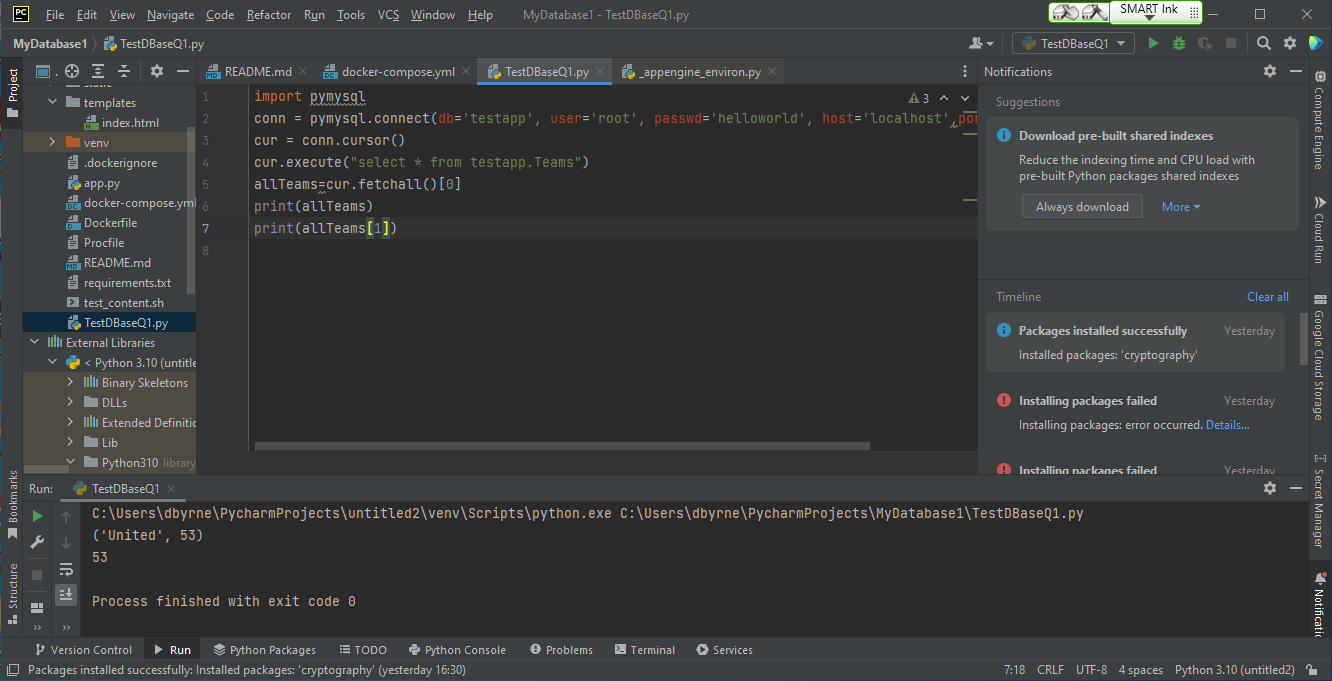 PC File Edit View Navigate Code Refactor Run Tools VCS Window Help MyDatabase1 - TestDBaseQ1.py SMART Ink
MyDatabase1 TestDBaseQ1.py TestDBaseQ1
Project
README.md docker-compose.yml TestDBaseQ1.py _appengine_environ.py
templates
index.html
venv
.dockerignore
app.py
docker-compose.yml
Dockerfile
Procfile
README.md
requirements.txt
test_content.sh
TestDBaseQ1.py
External Libraries
< Python 3.10 (untitle
Binary Skeletons
DLLs
Extended Definitic
Lib
Python310 library
3
1 import pymysql
2 conn = pymysql.connect(db='testapp', user='root', passwd='helloworld', host='localhost',por
3 cur = conn.cursor()
4 cur.execute("select * from testapp.Teams")
5 allTeams=cur.fetchall()[0]
6 print(allTeams)
7 print(allTeams[1])
8
Notifications
Suggestions
Download pre-built shared indexes
Reduce the indexing time and CPU load with
pre-built Python packages shared indexes
Always download More
Timeline Clear all
Packages installed successfully Yesterday
Installed packages: 'cryptography'
Installing packages failed Yesterday
Installing packages: error occurred. Details...
Installing packages failed Yesterday
Compute Engine
Cloud Run
Google Cloud Storage
Secret Manager
Notificati
Bookmarks
Structure
Run: TestDBaseQ1
C:\Users\dbyrne\PycharmProjects\untitled2\venv\Scripts\python.exe C:\Users\dbyrne\PycharmProjects\MyDatabase1\TestDBaseQ1.py
('United', 53)
53
Process finished with exit code 0
Version Control Run Python Packages TODO Python Console Problems Terminal Services
Packages installed successfully: Installed packages: 'cryptography' (yesterday 16:30) 7:18 CRLF UTF-8 4 spaces Python 3.10 (untitled2)